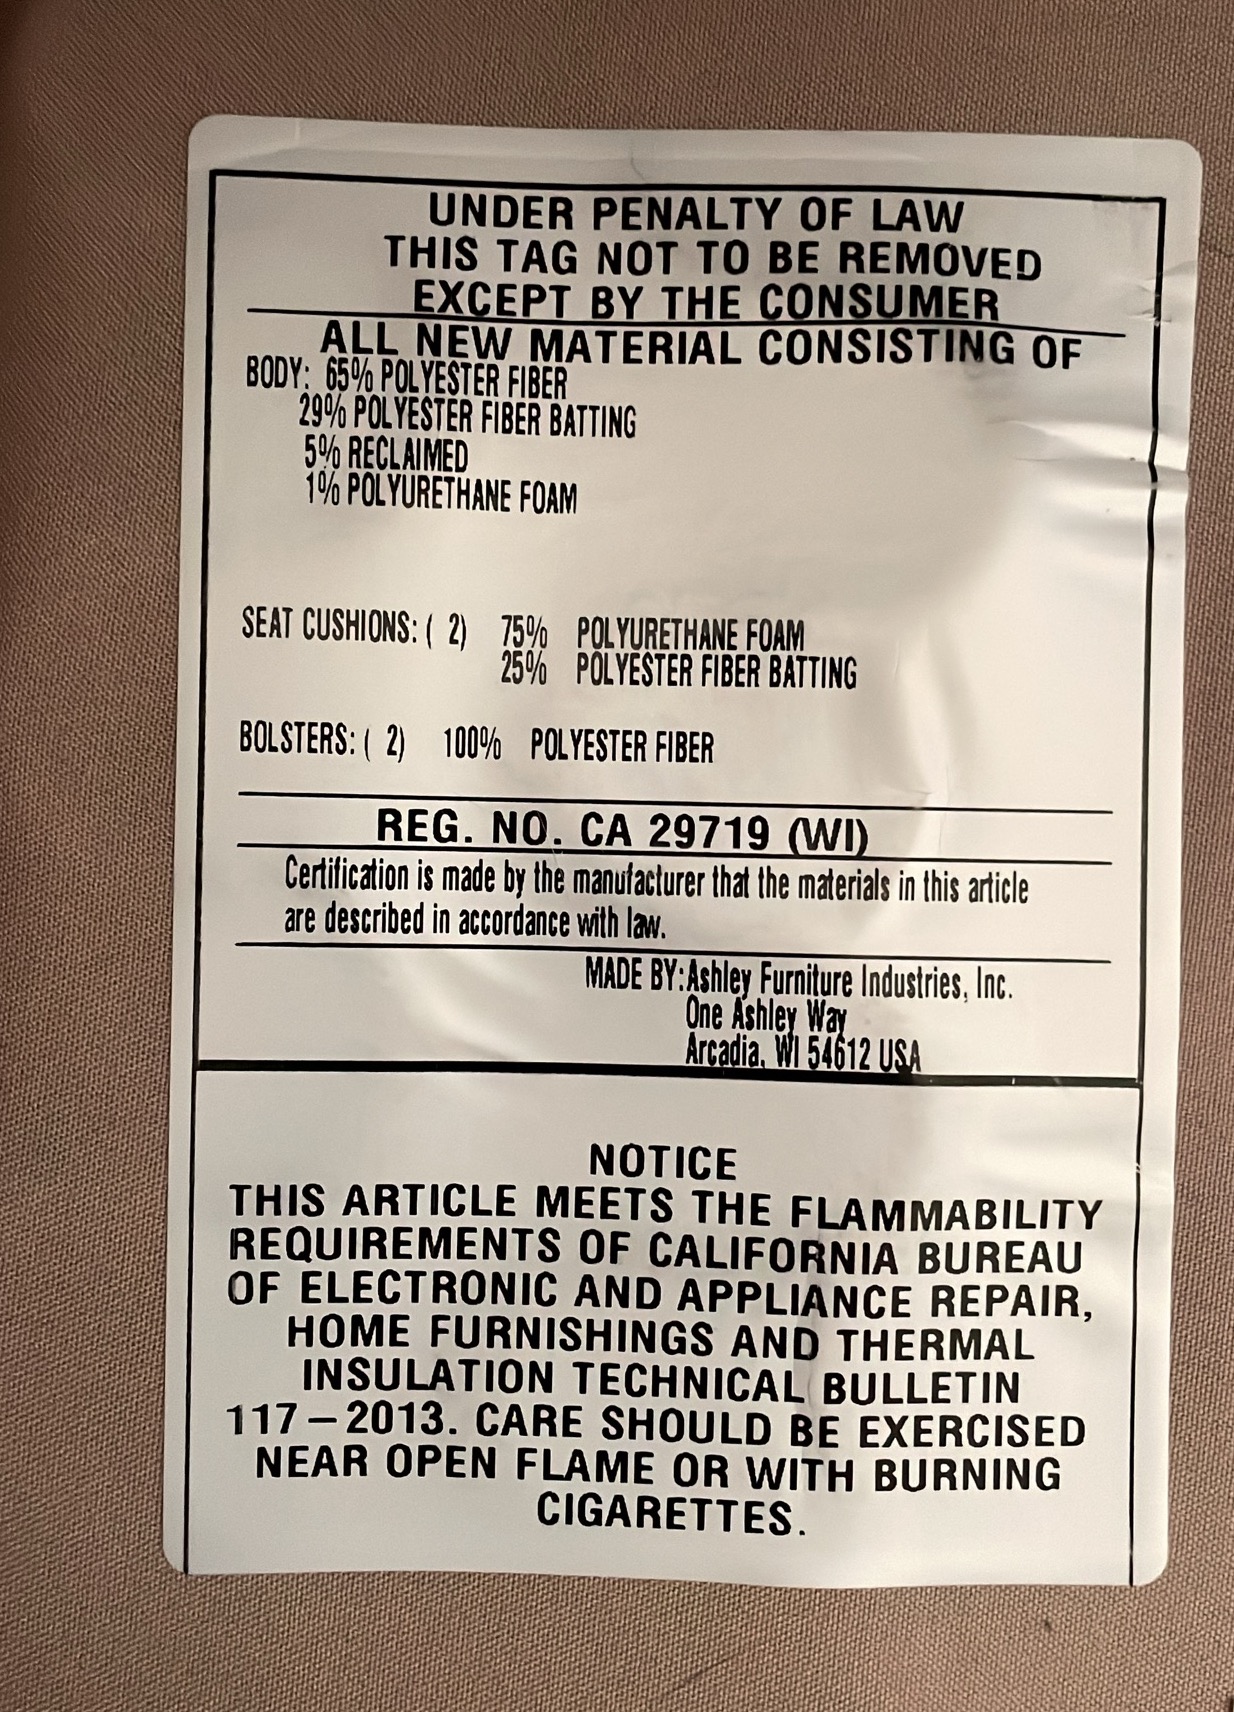 UNDER PENALTY OF LAW
THIS TAG NOT TO BE REMOVED
EXCEPT BY THE CONSUMER
ALL NEW MATERIAL CONSISTING OF
BODY: 65% POLYESTER FIBER
29% POLYESTER FIBER BATTING
5% RECLAIMED
1% POLYURETHANE FOAM
SEAT CUSHIONS: ( 2) 75% POLYURETHANE FOAM
25% POLYESTER FIBER BATTING
BOLSTERS: ( 2) 100% POLYESTER FIBER
REG. NO. CA 29719 (WI)
Certification is made by the manufacturer that the materials in this article
are described in accordance with law.
MADE BY: Ashley Furniture Industries, Inc.
One Ashley Way
Arcadia, WI 54612 USA
NOTICE
THIS ARTICLE MEETS THE FLAMMABILITY
REQUIREMENTS OF CALIFORNIA BUREAU
OF ELECTRONIC AND APPLIANCE REPAIR,
HOME FURNISHINGS AND THERMAL
INSULATION TECHNICAL BULLETIN
117–2013. CARE SHOULD BE EXERCISED
NEAR OPEN FLAME OR WITH BURNING
CIGARETTES.